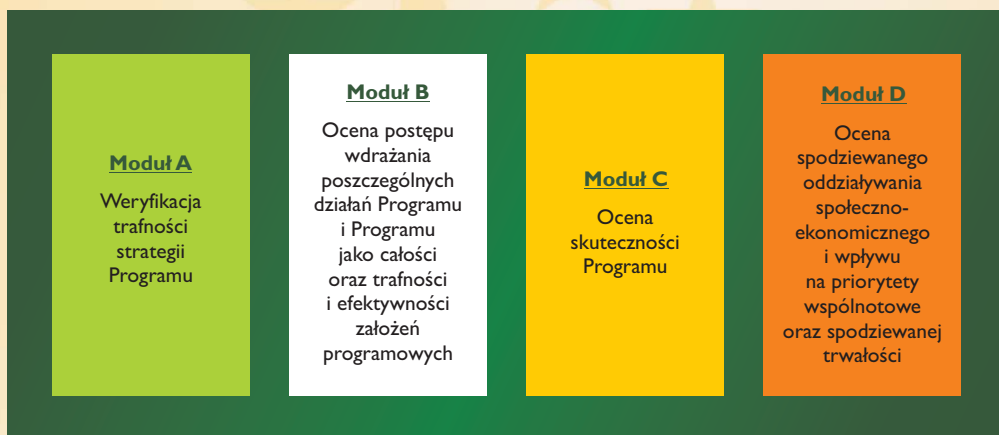 Moduł A
Weryfikacja
trafności
strategii
Programu
Moduł B
Ocena postępu
wdrażania
poszczególnych
działań Programu
i Programu
jako całości
oraz trafności
i efektywności
założeń
programowych
Moduł C
Ocena
skuteczności
Programu
Moduł D
Ocena
spodziewanego
oddziaływania
społeczno-
ekonomicznego
i wpływu
na priorytety
wspólnotowe
oraz spodziewanej
trwałości